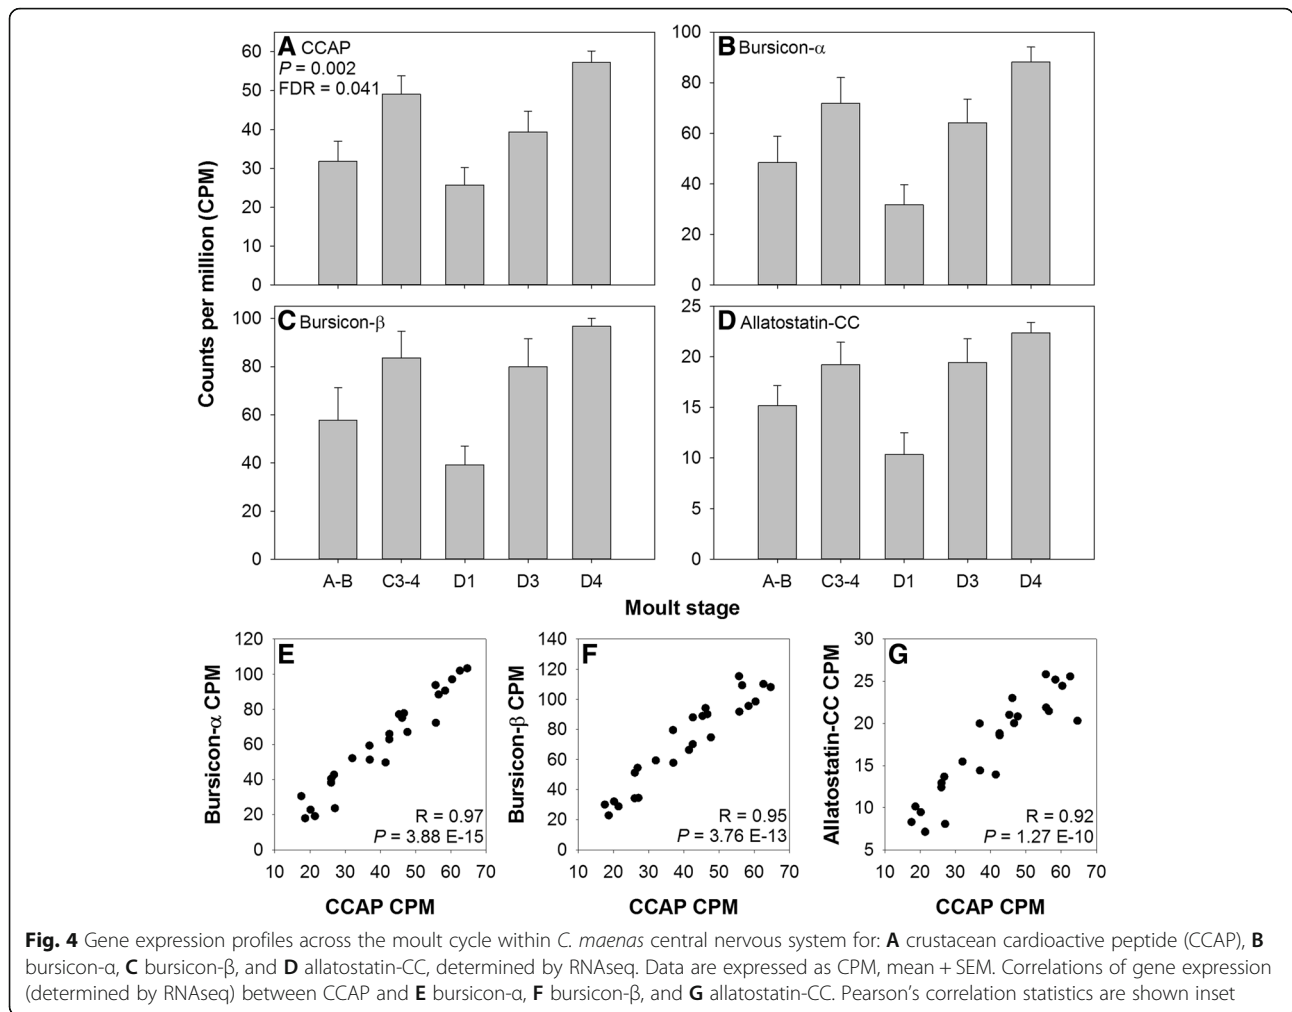 Counts per million (CPM)
A CCAP
P = 0.002
FDR = 0.041
60
50
40
30
20
10
0
B Bursicon-α
100
80
60
40
20
0
C Bursicon-β
100
80
60
40
20
0
A-B C3-4 D1 D3 D4
D Allatostatin-CC
25
20
15
10
5
0
A-B C3-4 D1 D3 D4
Moult stage
E
Bursicon-α CPM
120
100
80
60
40
20
0
R = 0.97
P = 3.88 E-15
10 20 30 40 50 60 70
CCAP CPM
F
Bursicon-β CPM
140
120
100
80
60
40
20
0
R = 0.95
P = 3.76 E-13
10 20 30 40 50 60 70
CCAP CPM
G
Allatostatin-CC CPM
30
25
20
15
10
5
R = 0.92
P = 1.27 E-10
10 20 30 40 50 60 70
CCAP CPM
Fig. 4 Gene expression profiles across the moult cycle within C. maenas central nervous system for: A crustacean cardioactive peptide (CCAP), B
bursicon-α, C bursicon-β, and D allatostatin-CC, determined by RNAseq. Data are expressed as CPM, mean + SEM. Correlations of gene expression
(determined by RNAseq) between CCAP and E bursicon-α, F bursicon-β, and G allatostatin-CC. Pearson's correlation statistics are shown inset